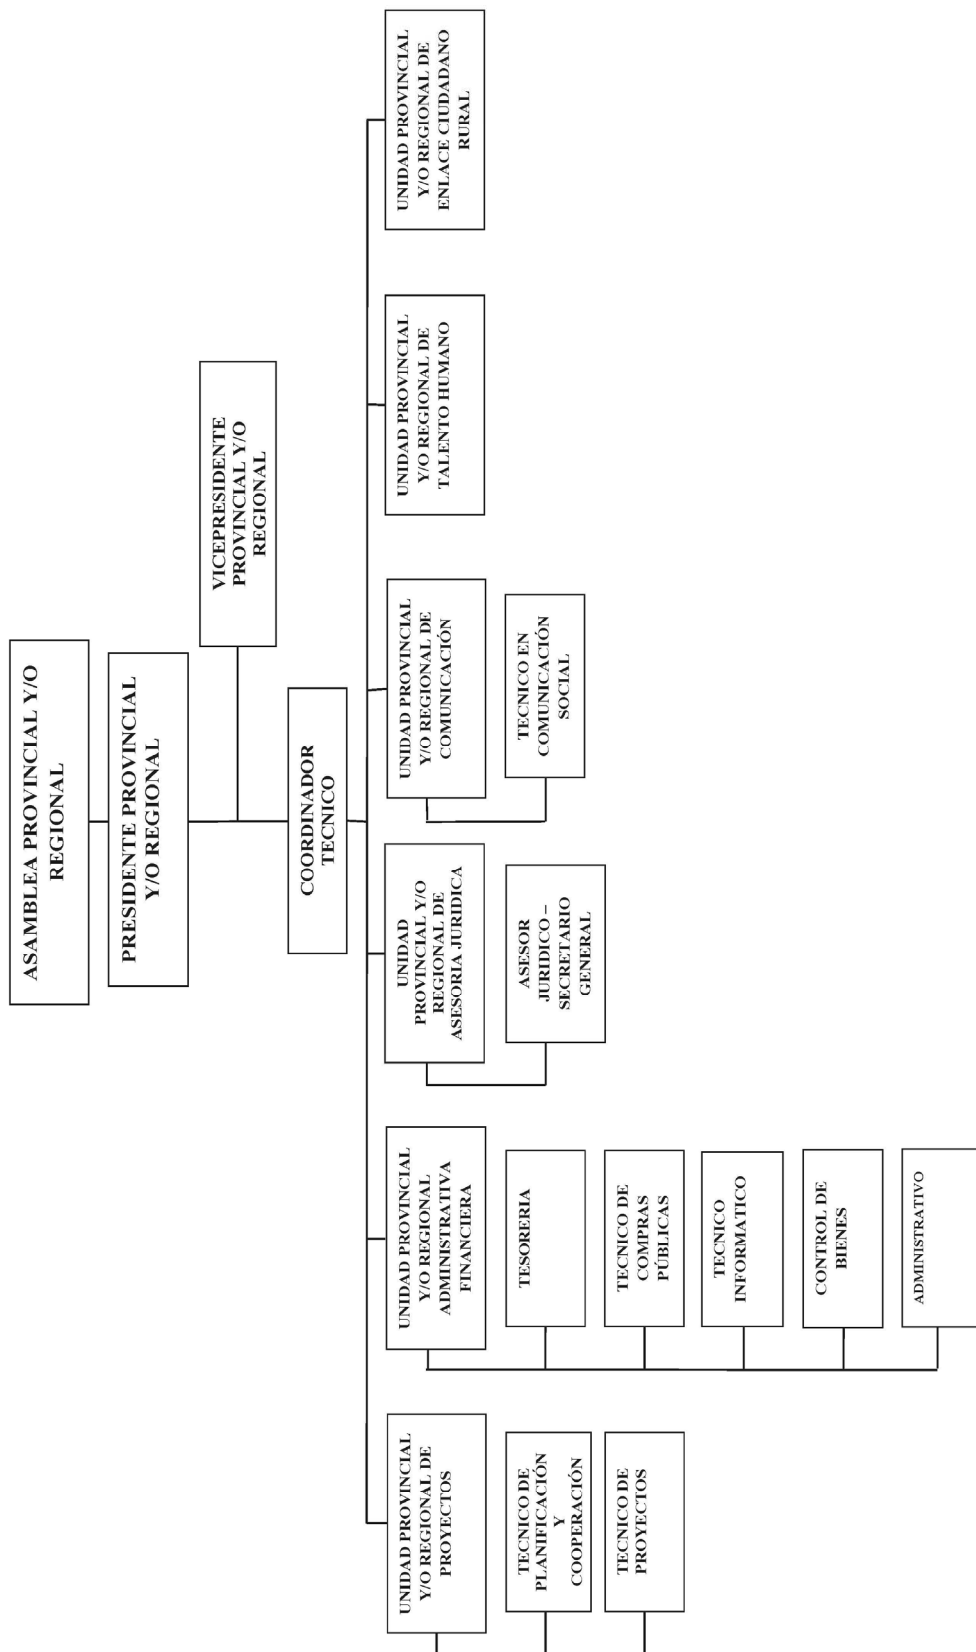 ASAMBLEA PROVINCIAL Y/O
REGIONAL
PRESIDENTE PROVINCIAL
Y/O REGIONAL
VICEPRESIDENTE
PROVINCIAL Y/O
REGIONAL
COORDINADOR
TECNICO
UNIDAD PROVINCIAL
Y/O REGIONAL DE
PROYECTOS
TECNICO DE
PLANIFICACIÓN
Y
COOPERACIÓN
TECNICO DE
PROYECTOS
UNIDAD PROVINCIAL
Y/O REGIONAL
ADMINISTRATIVA
FINANCIERA
TESORERIA
TECNICO DE
COMPRAS
PÚBLICAS
TECNICO
INFORMATICO
CONTROL DE
BIENES
ADMINISTRATIVO
UNIDAD
PROVINCIAL Y/O
REGIONAL DE
ASESORIA JURIDICA
ASESOR
JURIDICO –
SECRETARIO
GENERAL
UNIDAD PROVINCIAL
Y/O REGIONAL DE
COMUNICACIÓN
TECNICO EN
COMUNICACIÓN
SOCIAL
UNIDAD PROVINCIAL
Y/O REGIONAL DE
TALENTO HUMANO
UNIDAD PROVINCIAL
Y/O REGIONAL DE
ENLACE CIUDADANO
RURAL